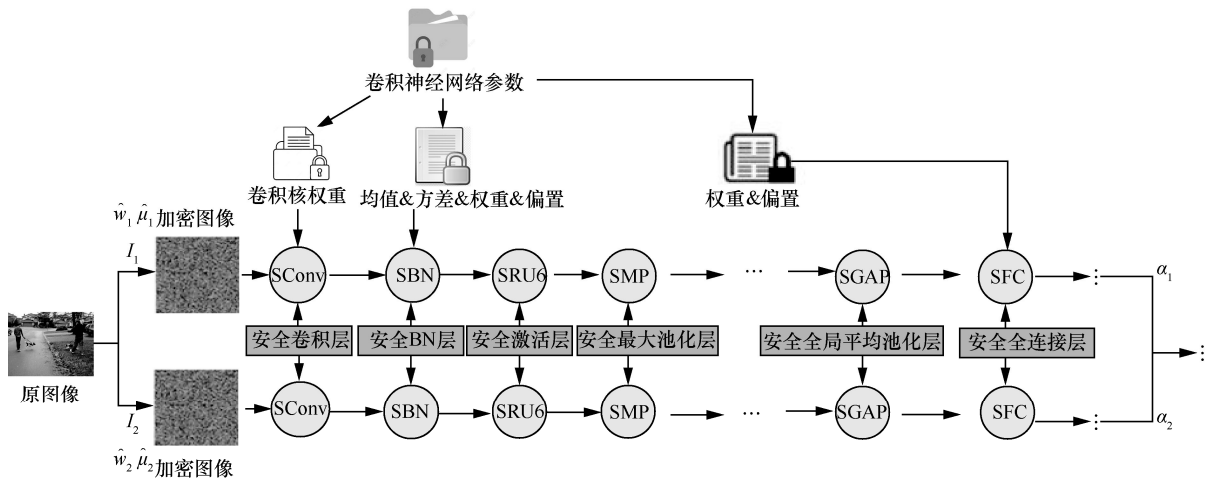 卷积神经网络参数
卷积核权重
均值&方差&权重&偏置
权重&偏置
ŵ₁ μ̂₁加密图像
I₁
SConv
SBN
SRU6
SMP
...
SGAP
SFC
⋮
α₁
安全卷积层
安全BN层
安全激活层
安全最大池化层
安全全局平均池化层
安全全连接层
⋮
原图像
I₂
SConv
SBN
SRU6
SMP
...
SGAP
SFC
⋮
α₂
ŵ₂ μ̂₂加密图像